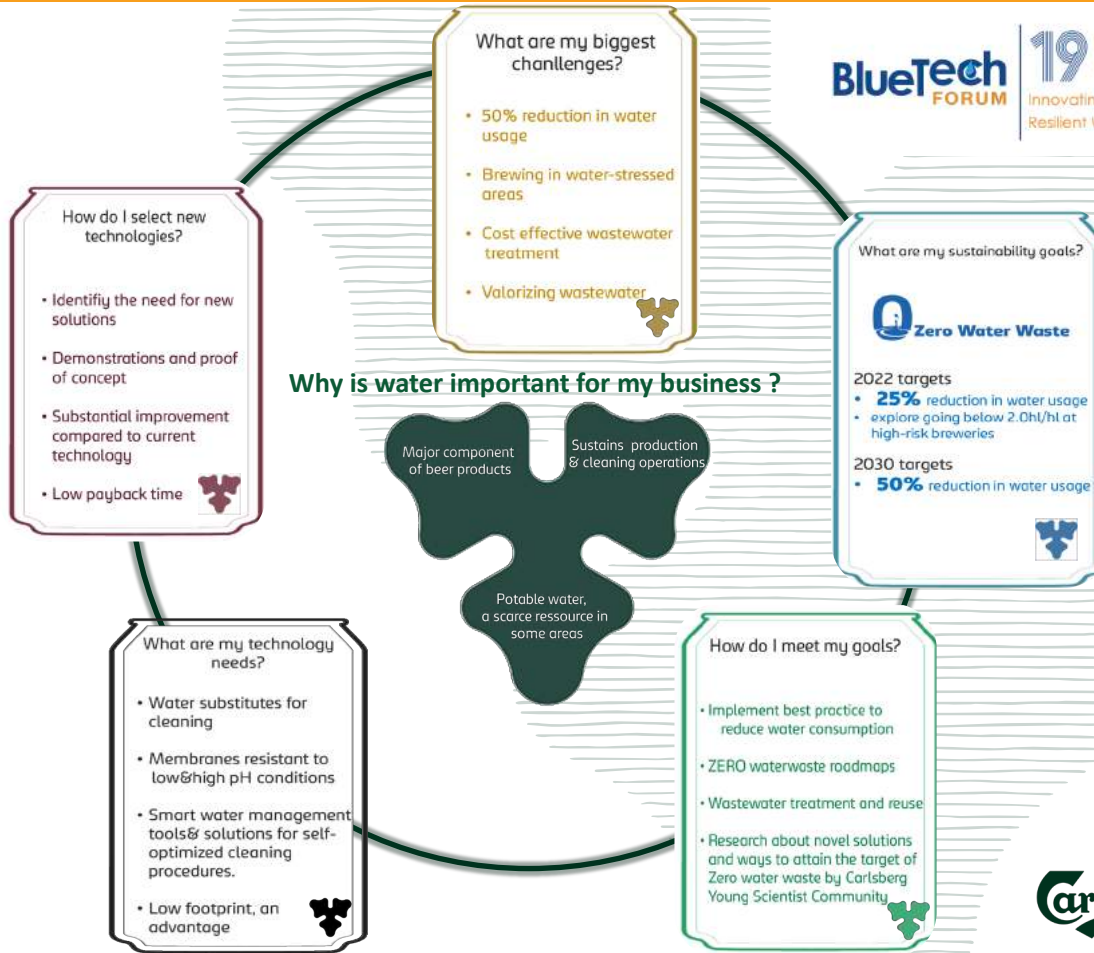 What are my biggest
chanllenges?
• 50% reduction in water
usage
• Brewing in water-stressed
areas
• Cost effective wastewater
treatment
• Valorizing wastewater
BlueTech
FORUM
19
Innovatin
Resilient
How do I select new
technologies?
• Identifiy the need for new
solutions
• Demonstrations and proof
of concept
• Substantial improvement
compared to current
technology
• Low payback time
What are my sustainability goals?
Zero Water Waste
2022 targets
• 25% reduction in water usage
• explore going below 2.0hl/hl at
high-risk breweries
2030 targets
• 50% reduction in water usage
Why is water important for my business ?
Major component
of beer products
Sustains production
& cleaning operations
Potable water,
a scarce ressource in
some areas
What are my technology
needs?
• Water substitutes for
cleaning
• Membranes resistant to
low&high pH conditions
• Smart water management
tools& solutions for self-
optimized cleaning
procedures.
• Low footprint, an
advantage
How do I meet my goals?
• Implement best practice to
reduce water consumption
• ZERO waterwaste roadmaps
• Wastewater treatment and reuse
• Research about novel solutions
and ways to attain the target of
Zero water waste by Carlsberg
Young Scientist Community
Car